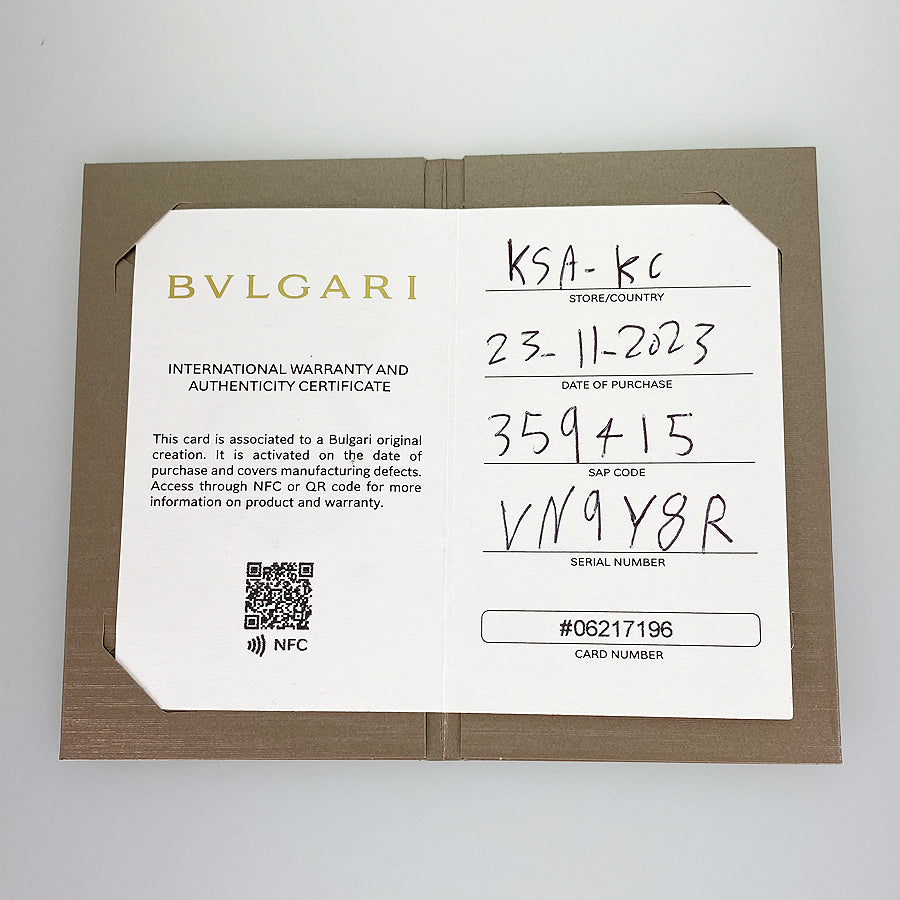 BVLGARI
INTERNATIONAL WARRANTY AND
AUTHENTICITY CERTIFICATE
This card is associated to a Bulgari original
creation. It is activated on the date of
purchase and covers manufacturing defects.
Access through NFC or QR code for more
information on product and warranty.
NFC
KSA-KC
STORE/COUNTRY
23-11-2023
DATE OF PURCHASE
359415
SAP CODE
VN9Y8R
SERIAL NUMBER
#06217196
CARD NUMBER